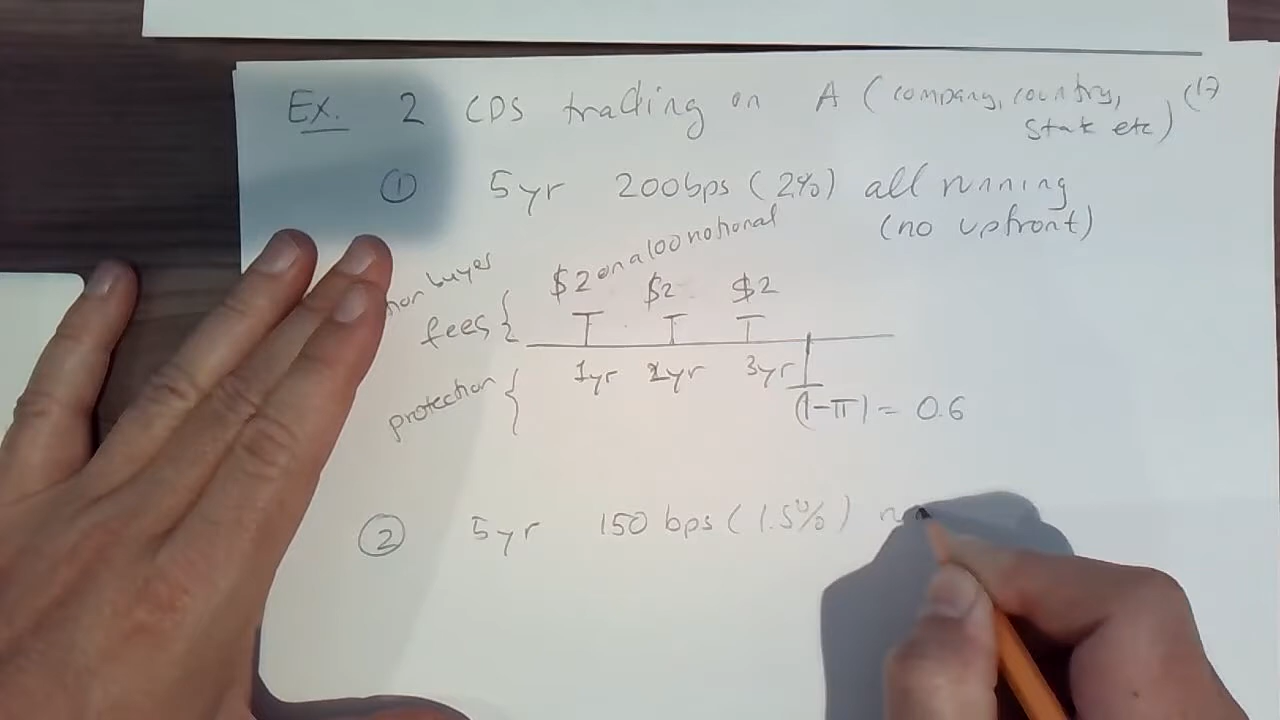 Ex. 2 CDS trading on A (company, country, state etc) (17)
① 5yr 200bps (2%) all running
(no upfront)
buyer
$2 on a 100 notional $2 $2
fees {
1yr 2yr 3yr
protection {
(1-π) = 0.6
② 5yr 150 bps (1.5%)